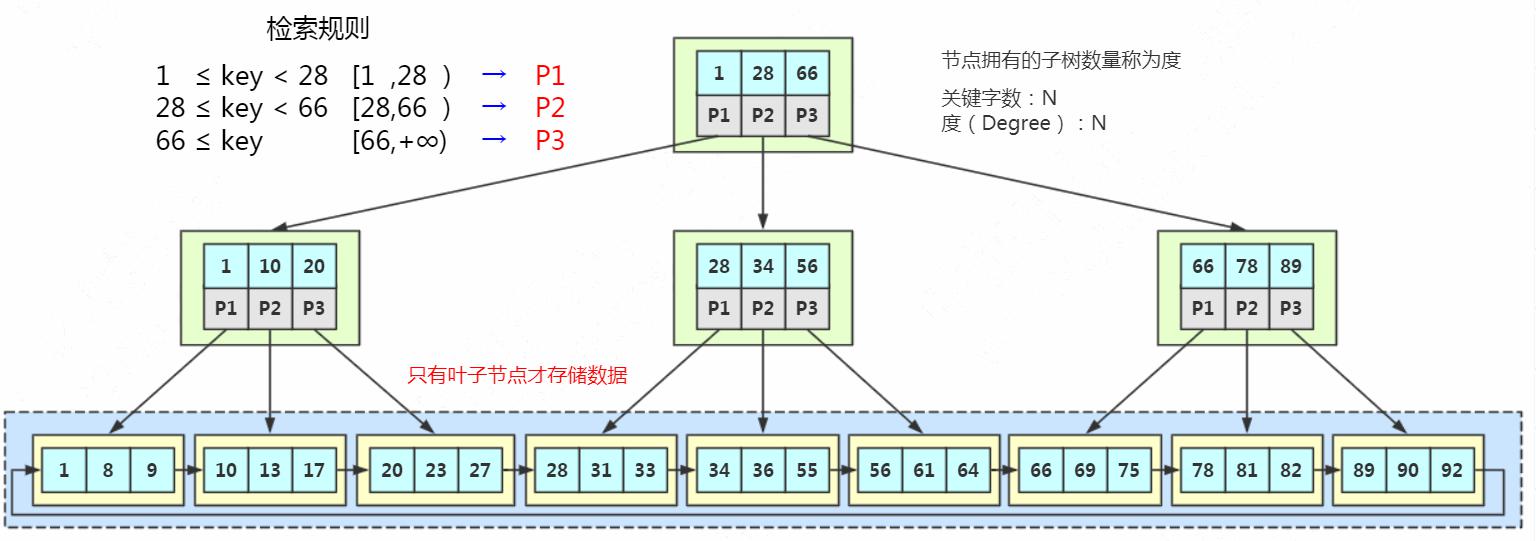 检索规则
1 ≤ key < 28 [1 ,28 ) → P1
28 ≤ key < 66 [28,66 ) → P2
66 ≤ key [66,+∞) → P3
节点拥有的子树数量称为度
关键字数：N
度（Degree）：N
1 28 66
P1 P2 P3
1 10 20
P1 P2 P3
28 34 56
P1 P2 P3
66 78 89
P1 P2 P3
只有叶子节点才存储数据
1 8 9
10 13 17
20 23 27
28 31 33
34 36 55
56 61 64
66 69 75
78 81 82
89 90 92